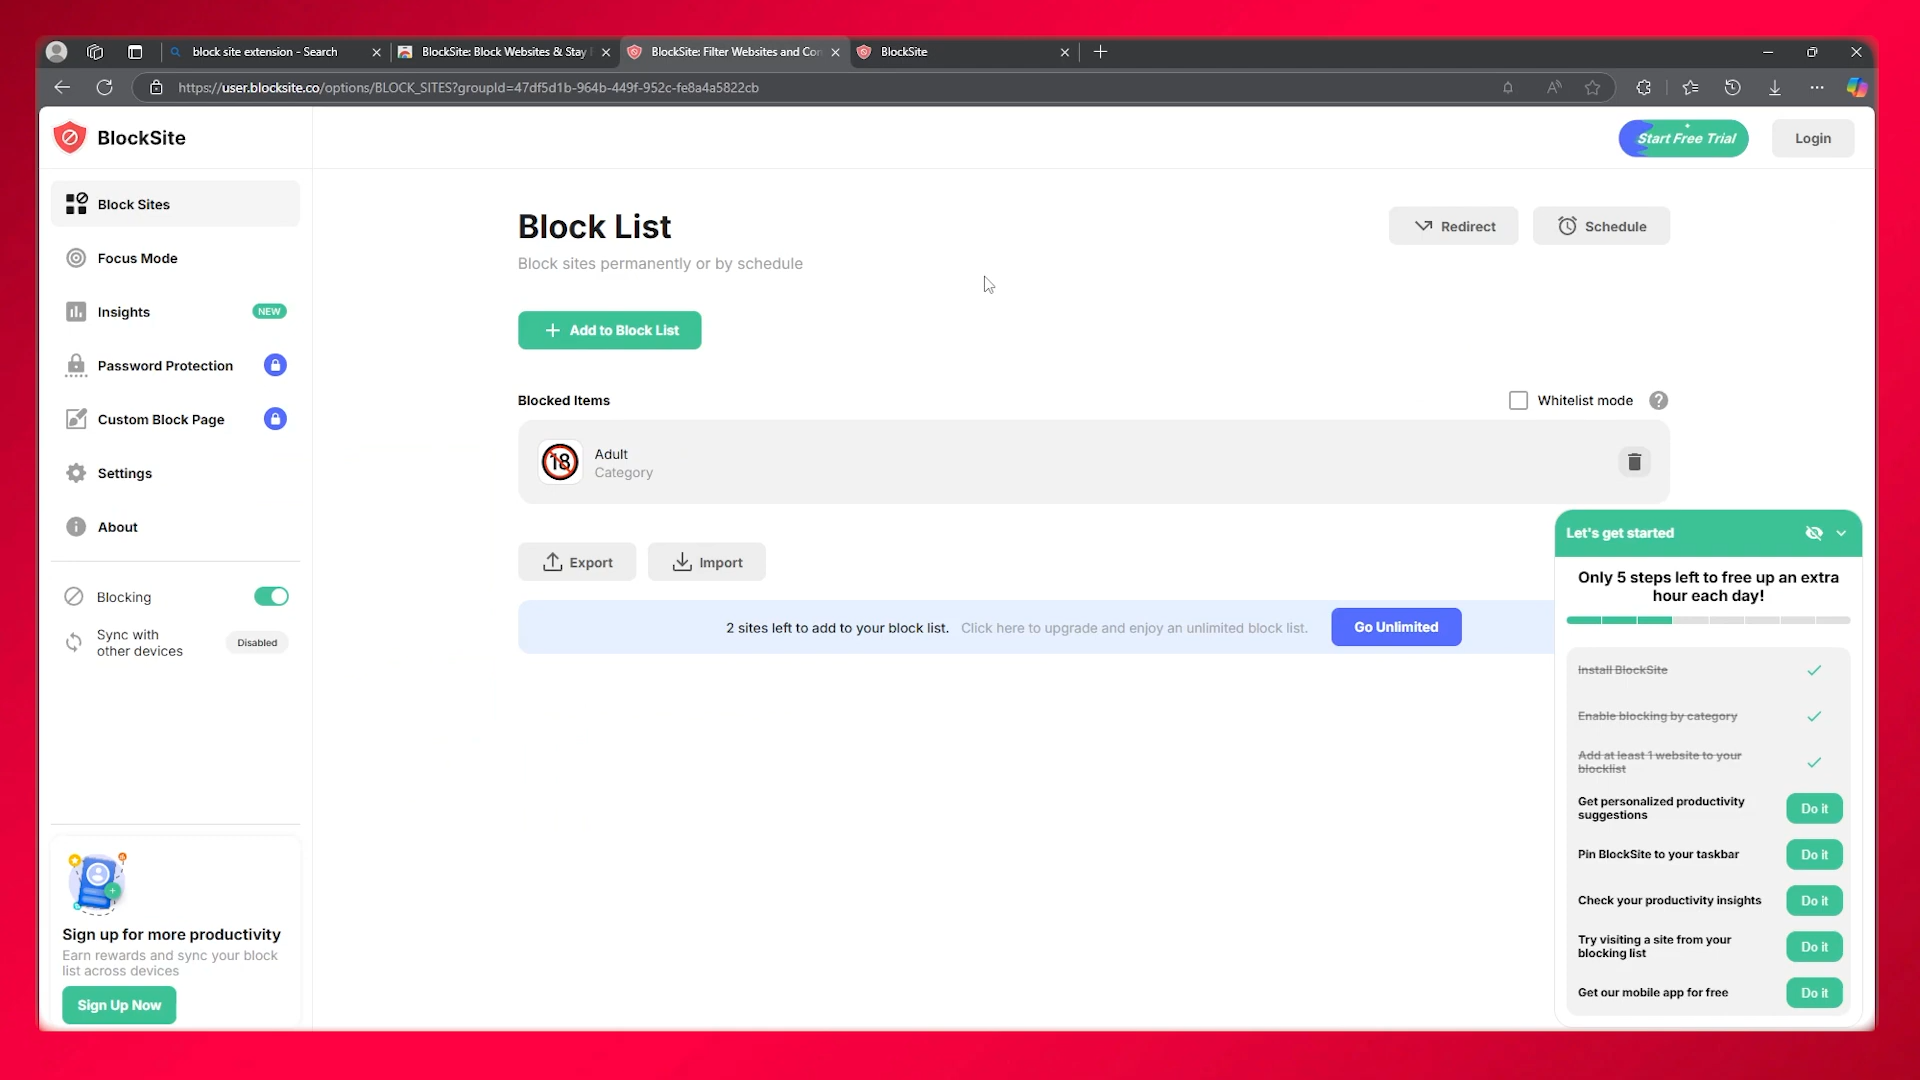 block site extension - Search
BlockSite: Block Websites & Stay
BlockSite: Filter Websites and Con
BlockSite
https://user.blocksite.co/options/BLOCK_SITES?groupId=47df5d1b-964b-449f-952c-fe8a4a5822cb
BlockSite
Start Free Trial
Login
Block Sites
Focus Mode
Insights
NEW
Password Protection
Custom Block Page
Settings
About
Blocking
Sync with
other devices
Disabled
Sign up for more productivity
Earn rewards and sync your block
list across devices
Sign Up Now
Block List
Block sites permanently or by schedule
Redirect
Schedule
Add to Block List
Blocked Items
Whitelist mode
?
18
Adult
Category
Export
Import
2 sites left to add to your block list. Click here to upgrade and enjoy an unlimited block list.
Go Unlimited
Let's get started
Only 5 steps left to free up an extra
hour each day!
Install BlockSite
Enable blocking by category
Add at least 1 website to your
blocklist
Get personalized productivity
suggestions
Do it
Pin BlockSite to your taskbar
Do it
Check your productivity insights
Do it
Try visiting a site from your
blocking list
Do it
Get our mobile app for free
Do it